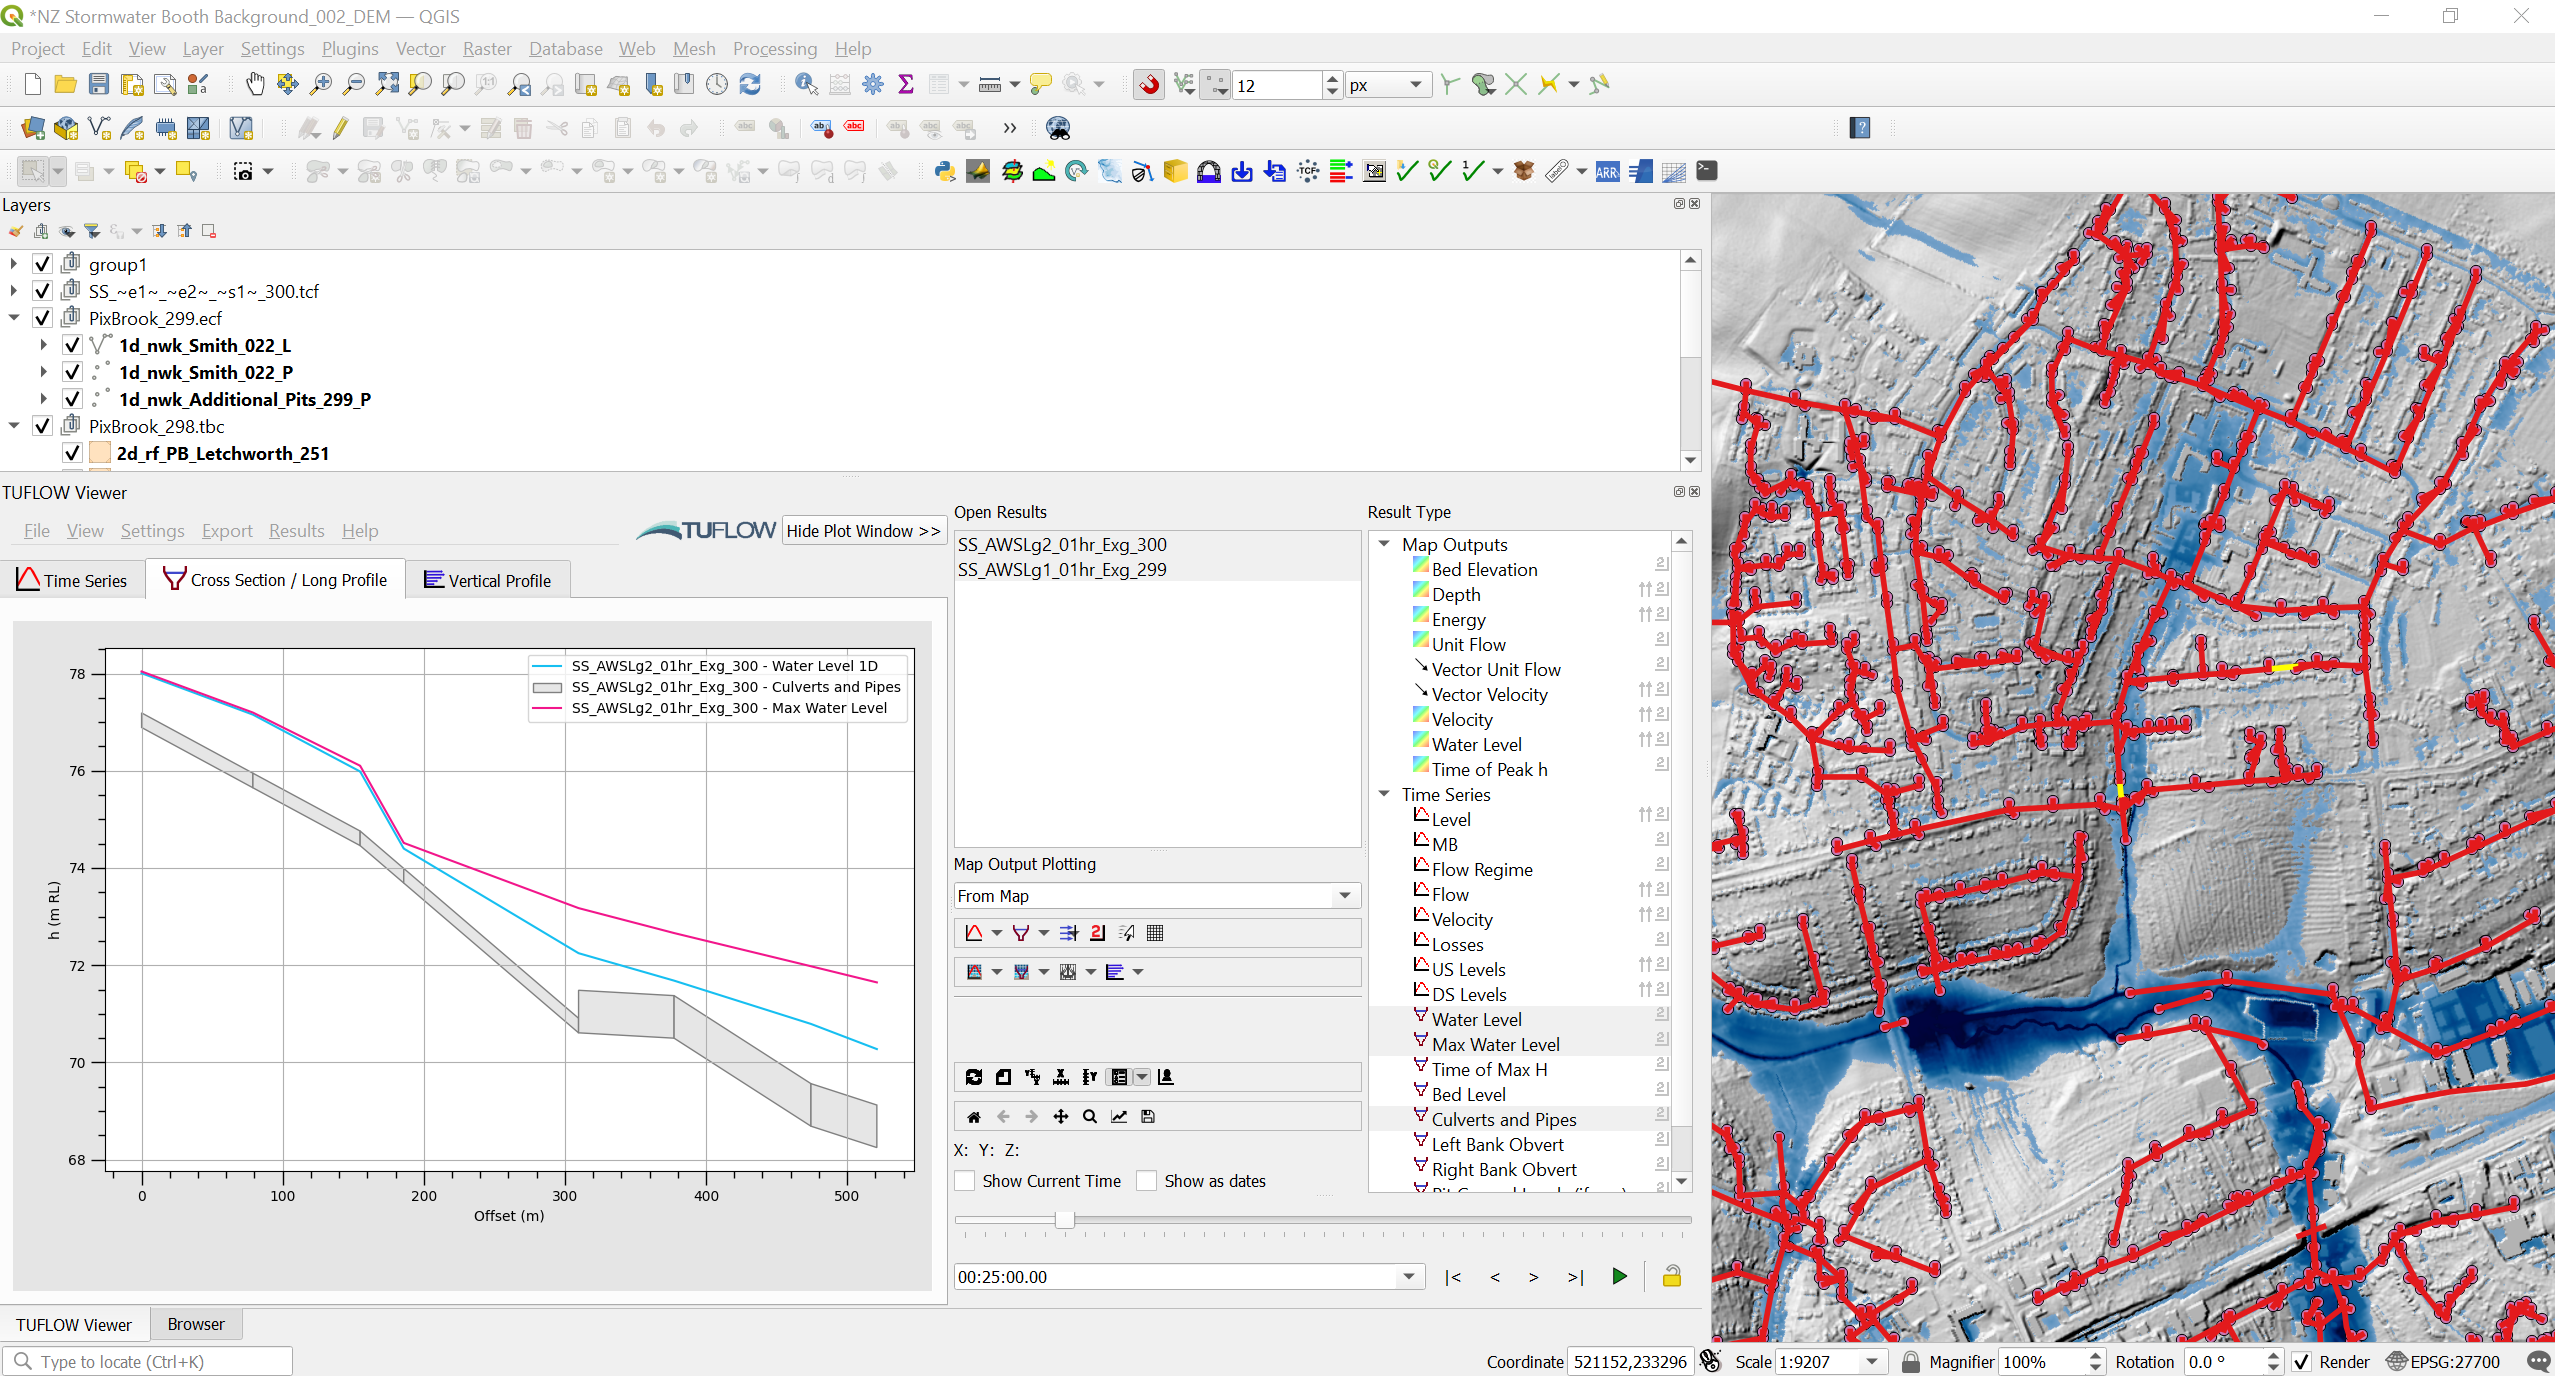 *NZ Stormwater Booth Background_002_DEM — QGIS
Project Edit View Layer Settings Plugins Vector Raster Database Web Mesh Processing Help
12 px
Layers
group1
SS_~e1~_~e2~_~s1~_300.tcf
PixBrook_299.ecf
1d_nwk_Smith_022_L
1d_nwk_Smith_022_P
1d_nwk_Additional_Pits_299_P
PixBrook_298.tbc
2d_rf_PB_Letchworth_251
TUFLOW Viewer
File View Settings Export Results Help
TUFLOW
Hide Plot Window >>
Time Series
Cross Section / Long Profile
Vertical Profile
SS_AWSLg2_01hr_Exg_300 - Water Level 1D
SS_AWSLg2_01hr_Exg_300 - Culverts and Pipes
SS_AWSLg2_01hr_Exg_300 - Max Water Level
78
76
74
72
70
68
h (m RL)
0 100 200 300 400 500
Offset (m)
Open Results
SS_AWSLg2_01hr_Exg_300
SS_AWSLg1_01hr_Exg_299
Map Output Plotting
From Map
X: Y: Z:
Show Current Time
Show as dates
00:25:00.00
|< < > >|
Result Type
Map Outputs
Bed Elevation
Depth
Energy
Unit Flow
Vector Unit Flow
Vector Velocity
Velocity
Water Level
Time of Peak h
Time Series
Level
MB
Flow Regime
Flow
Velocity
Losses
US Levels
DS Levels
Water Level
Max Water Level
Time of Max H
Bed Level
Culverts and Pipes
Left Bank Obvert
Right Bank Obvert
TUFLOW Viewer
Browser
Type to locate (Ctrl+K)
Coordinate 521152,233296 Scale 1:9207 Magnifier 100% Rotation 0.0 ° Render EPSG:27700